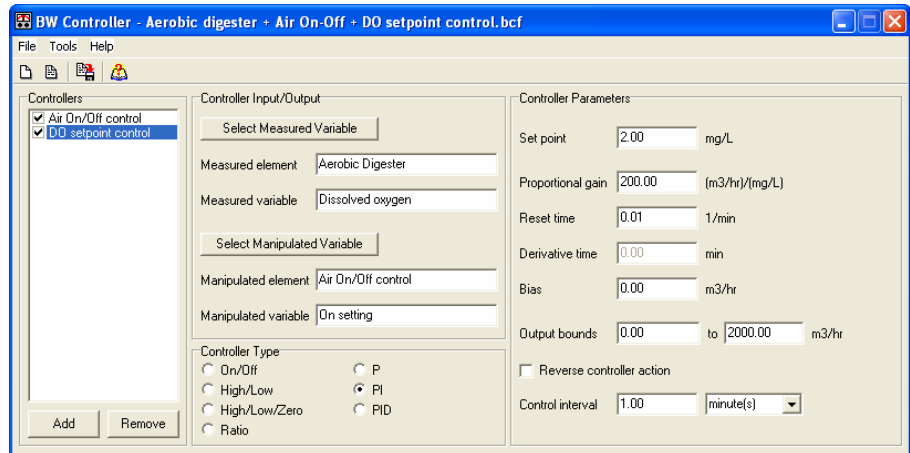 BW Controller - Aerobic digester + Air On-Off + DO setpoint control.bcf
File Tools Help
Controllers
Air On/Off control
DO setpoint control
Add Remove
Controller Input/Output
Select Measured Variable
Measured element Aerobic Digester
Measured variable Dissolved oxygen
Select Manipulated Variable
Manipulated element Air On/Off control
Manipulated variable On setting
Controller Type
On/Off P
High/Low PI
High/Low/Zero PID
Ratio
Controller Parameters
Set point 2.00 mg/L
Proportional gain 200.00 (m3/hr)/(mg/L)
Reset time 0.01 1/min
Derivative time 0.00 min
Bias 0.00 m3/hr
Output bounds 0.00 to 2000.00 m3/hr
Reverse controller action
Control interval 1.00 minute(s)